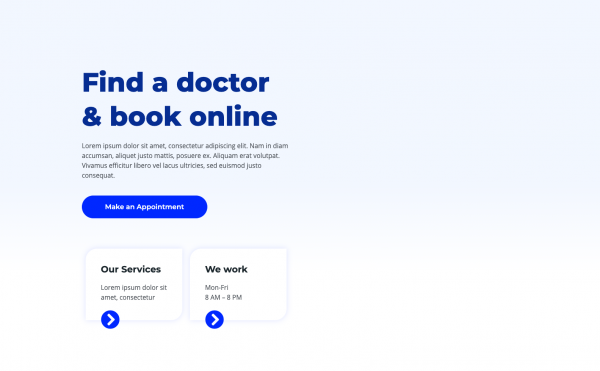 Find a doctor
& book online
Lorem ipsum dolor sit amet, consectetur adipiscing elit. Nam in diam
accumsan, aliquet justo mattis, posuere ex. Aliquam erat volutpat.
Vivamus efficitur libero vel lacus ultricies, sed euismod justo
consequat.
Make an Appointment
Our Services
Lorem ipsum dolor sit
amet, consectetur
We work
Mon-Fri
8 AM – 8 PM